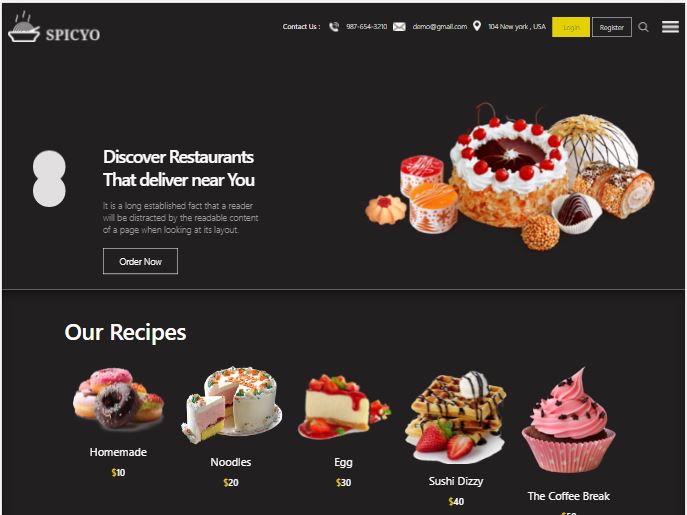 SPICYO
Contact Us : 987-654-3210 demo@gmail.com 104 New york , USA Login Register
Discover Restaurants
That deliver near You
It is a long established fact that a reader
will be distracted by the readable content
of a page when looking at its layout.
Order Now
Our Recipes
Homemade
$10
Noodles
$20
Egg
$30
Sushi Dizzy
$40
The Coffee Break